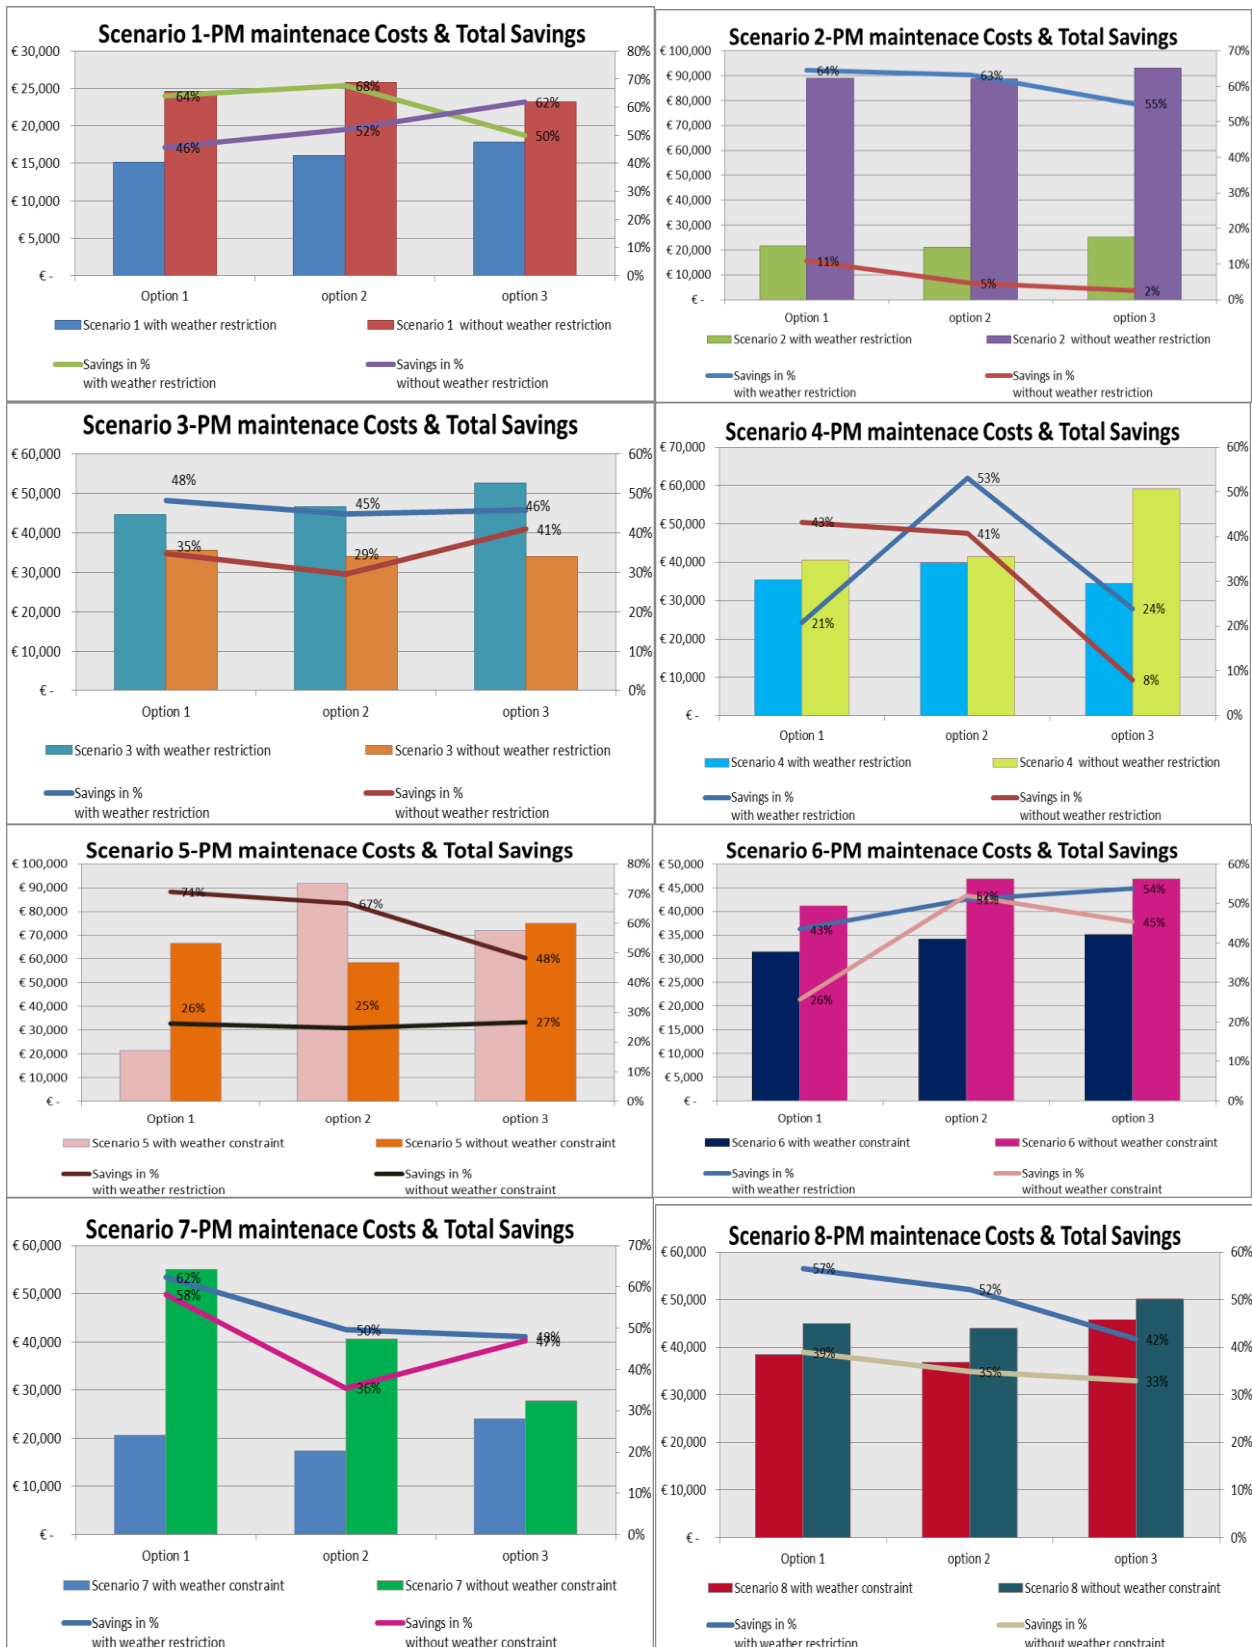 Scenario 1-PM maintenace Costs & Total Savings
€ 30,000
€ 25,000
€ 20,000
€ 15,000
€ 10,000
€ 5,000
€ -
80%
70%
60%
50%
40%
30%
20%
10%
0%
64%
68%
50%
46%
52%
62%
Option 1
option 2
option 3
Scenario 1 with weather restriction
Scenario 1 without weather restriction
Savings in %
with weather restriction
Savings in %
without weather restriction
Scenario 2-PM maintenace Costs & Total Savings
€ 100,000
€ 90,000
€ 80,000
€ 70,000
€ 60,000
€ 50,000
€ 40,000
€ 30,000
€ 20,000
€ 10,000
€ -
70%
60%
50%
40%
30%
20%
10%
0%
64%
63%
55%
11%
5%
2%
Option 1
option 2
option 3
Scenario 2 with weather restriction
Scenario 2 without weather restriction
Savings in %
with weather restriction
Savings in %
without weather restriction
Scenario 3-PM maintenace Costs & Total Savings
€ 60,000
€ 50,000
€ 40,000
€ 30,000
€ 20,000
€ 10,000
€ -
60%
50%
40%
30%
20%
10%
0%
48%
45%
46%
35%
29%
41%
Option 1
option 2
option 3
Scenario 3 with weather restriction
Scenario 3 without weather restriction
Savings in %
with weather restriction
Savings in %
without weather restriction
Scenario 4-PM maintenace Costs & Total Savings
€ 70,000
€ 60,000
€ 50,000
€ 40,000
€ 30,000
€ 20,000
€ 10,000
€ -
60%
50%
40%
30%
20%
10%
0%
43%
53%
41%
21%
24%
8%
Option 1
option 2
option 3
Scenario 4 with weather restriction
Scenario 4 without weather restriction
Savings in %
with weather restriction
Savings in %
without weather restriction
Scenario 5-PM maintenace Costs & Total Savings
€ 100,000
€ 90,000
€ 80,000
€ 70,000
€ 60,000
€ 50,000
€ 40,000
€ 30,000
€ 20,000
€ 10,000
€ -
80%
70%
60%
50%
40%
30%
20%
10%
0%
71%
67%
48%
26%
25%
27%
Option 1
option 2
option 3
Scenario 5 with weather constraint
Scenario 5 without weather constraint
Savings in %
with weather restriction
Savings in %
without weather constraint
Scenario 6-PM maintenace Costs & Total Savings
€ 50,000
€ 45,000
€ 40,000
€ 35,000
€ 30,000
€ 25,000
€ 20,000
€ 15,000
€ 10,000
€ 5,000
€ -
60%
50%
40%
30%
20%
10%
0%
43%
52%
51%
54%
45%
26%
Option 1
option 2
option 3
Scenario 6 with weather constraint
Scenario 6 without weather constraint
Savings in %
with weather restriction
Savings in %
without weather constraint
Scenario 7-PM maintenace Costs & Total Savings
€ 60,000
€ 50,000
€ 40,000
€ 30,000
€ 20,000
€ 10,000
€ -
70%
60%
50%
40%
30%
20%
10%
0%
62%
58%
50%
36%
48%
47%
Option 1
option 2
option 3
Scenario 7 with weather constraint
Scenario 7 without weather constraint
Savings in %
with weather restriction
Savings in %
without weather constraint
Scenario 8-PM maintenace Costs & Total Savings
€ 60,000
€ 50,000
€ 40,000
€ 30,000
€ 20,000
€ 10,000
€ -
60%
50%
40%
30%
20%
10%
0%
57%
52%
42%
39%
35%
33%
Option 1
option 2
option 3
Scenario 8 with weather constraint
Scenario 8 without weather constraint
Savings in %
with weather restriction
Savings in %
without weather constraint